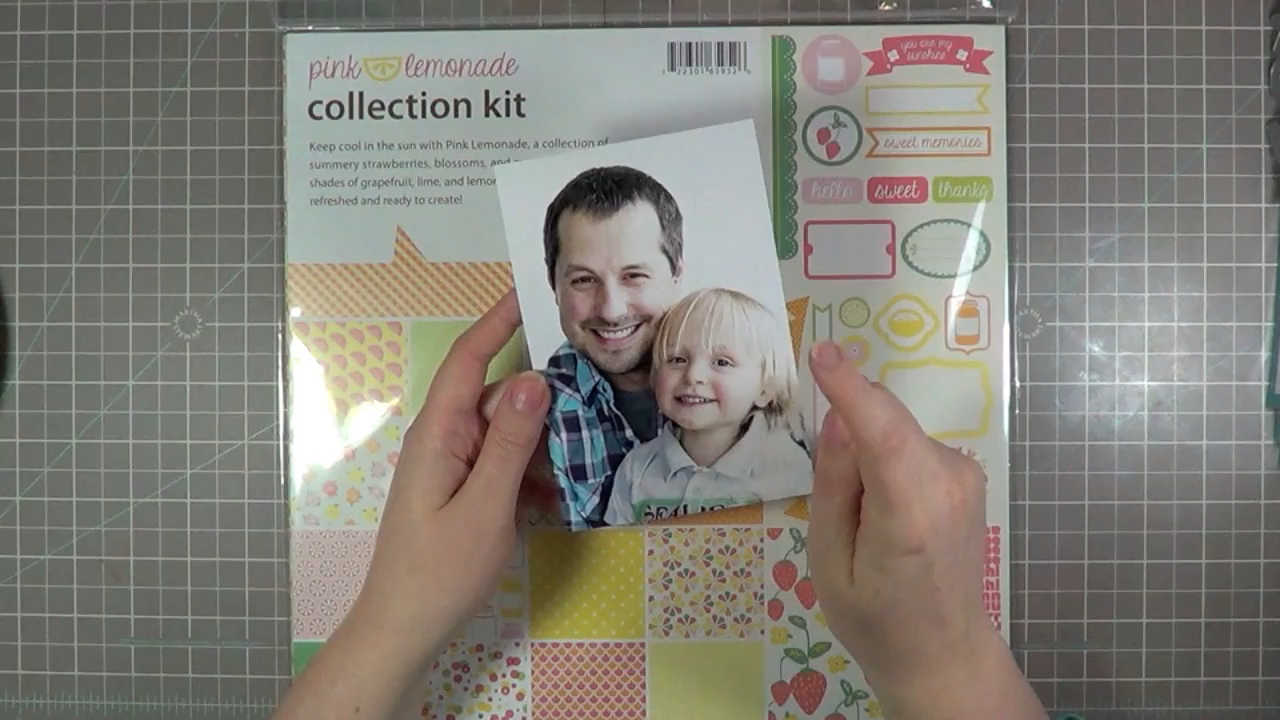 pink lemonade
collection kit
Keep cool in the sun with Pink Lemonade, a collection of
summery strawberries, blossoms, and
shades of grapefruit, lime, and lemon
refreshed and ready to create!
you are my
sunshine
sweet memories
hello
sweet
thanks